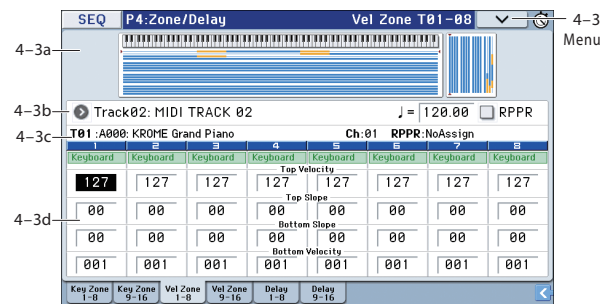 SEQ P4:Zone/Delay Vel Zone T01-08
4–3 Menu
4–3a
4–3b
Track02: MIDI TRACK 02 ♩= 120.00 RPPR
4–3c
T01:A000: KROME Grand Piano Ch:01 RPPR:NoAssign
1 2 3 4 5 6 7 8
Keyboard Keyboard Keyboard Keyboard Keyboard Keyboard Keyboard Keyboard
Top Velocity
127 127 127 127 127 127 127 127
Top Slope
00 00 00 00 00 00 00 00
4–3d
Bottom Slope
00 00 00 00 00 00 00 00
Bottom Velocity
001 001 001 001 001 001 001 001
Key Zone 1-8 Key Zone 9-16 Vel Zone 1-8 Vel Zone 9-16 Delay 1-8 Delay 9-16